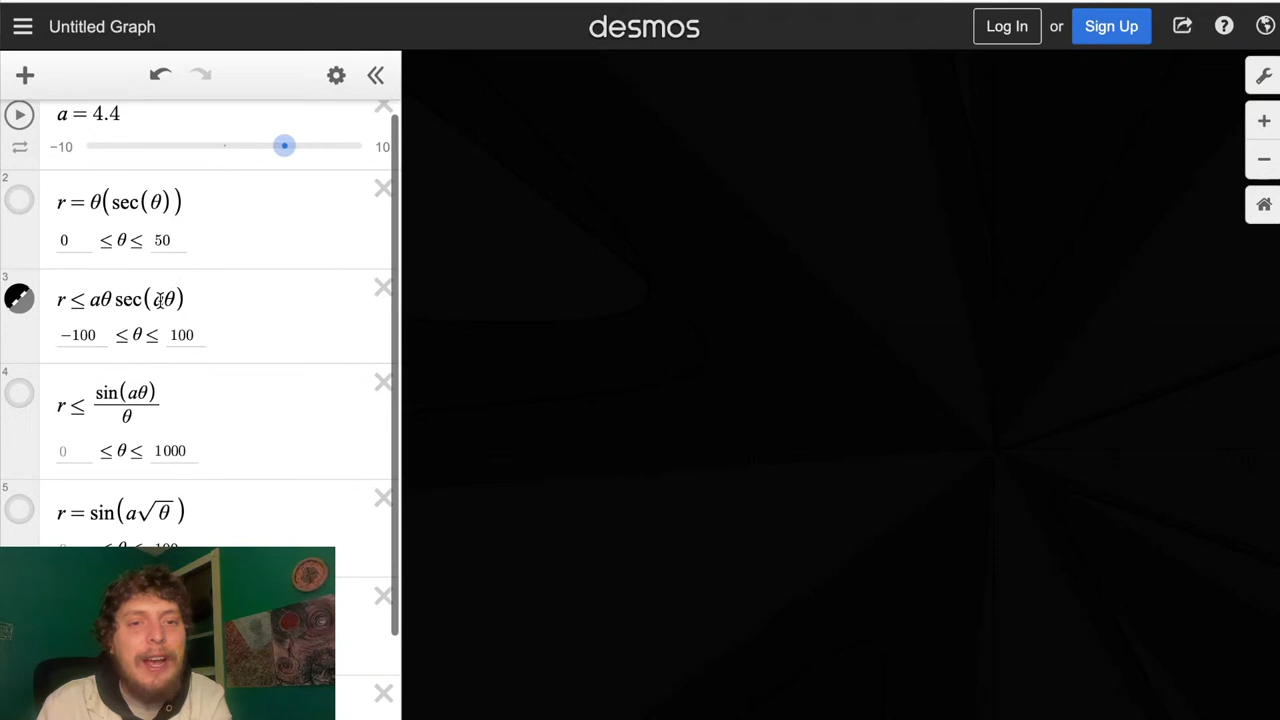 Untitled Graph
desmos
Log In or Sign Up
a = 4.4
−10 10
2
r = θ(sec(θ))
0 ≤ θ ≤ 50
3
r ≤ aθ sec(aθ)
−100 ≤ θ ≤ 100
4
r ≤ sin(aθ)/θ
0 ≤ θ ≤ 1000
5
r = sin(a√θ)